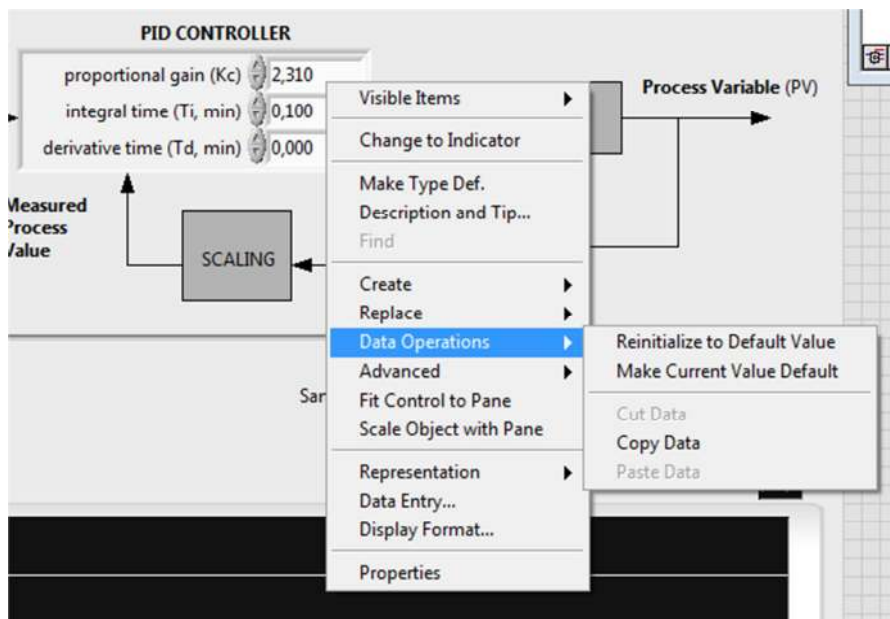 PID CONTROLLER
proportional gain (Kc) 2,310
integral time (Ti, min) 0,100
derivative time (Td, min) 0,000
Process Variable (PV)
Measured
Process
Value
SCALING
Visible Items
Change to Indicator
Make Type Def.
Description and Tip...
Find
Create
Replace
Data Operations
Advanced
Fit Control to Pane
Scale Object with Pane
Representation
Data Entry...
Display Format...
Properties
Reinitialize to Default Value
Make Current Value Default
Cut Data
Copy Data
Paste Data